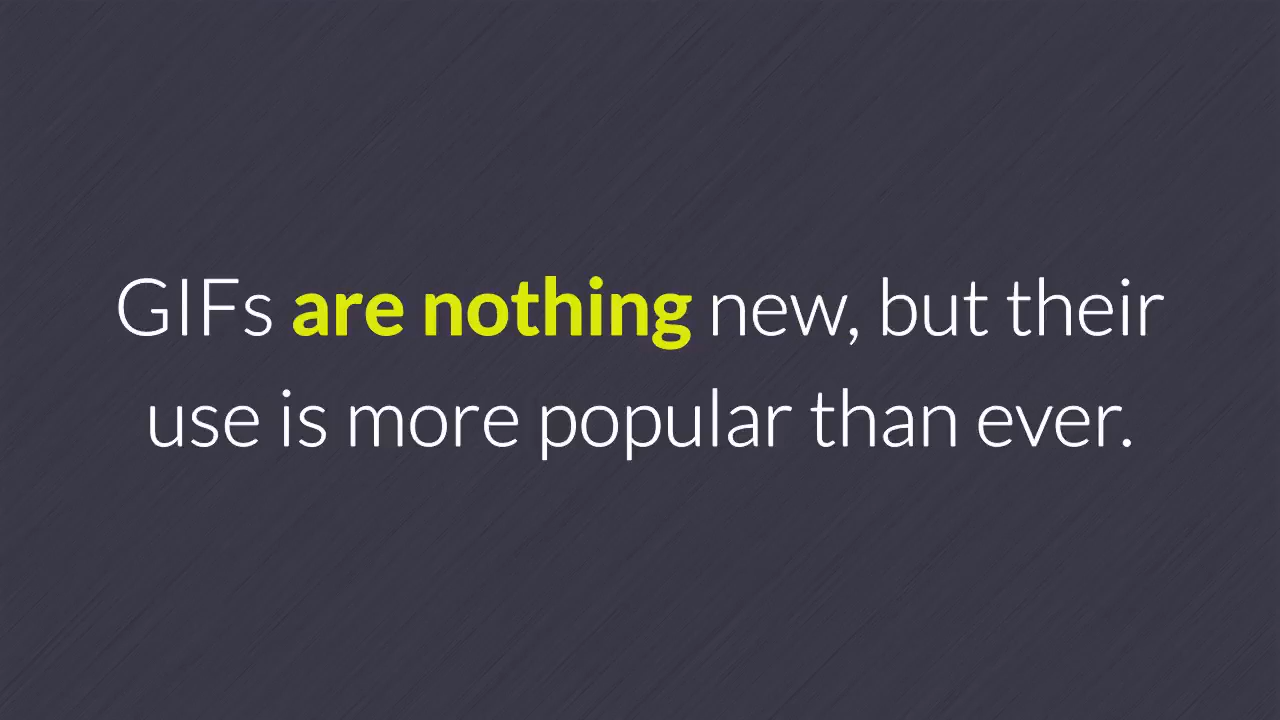 GIFs are nothing new, but their
use is more popular than ever.